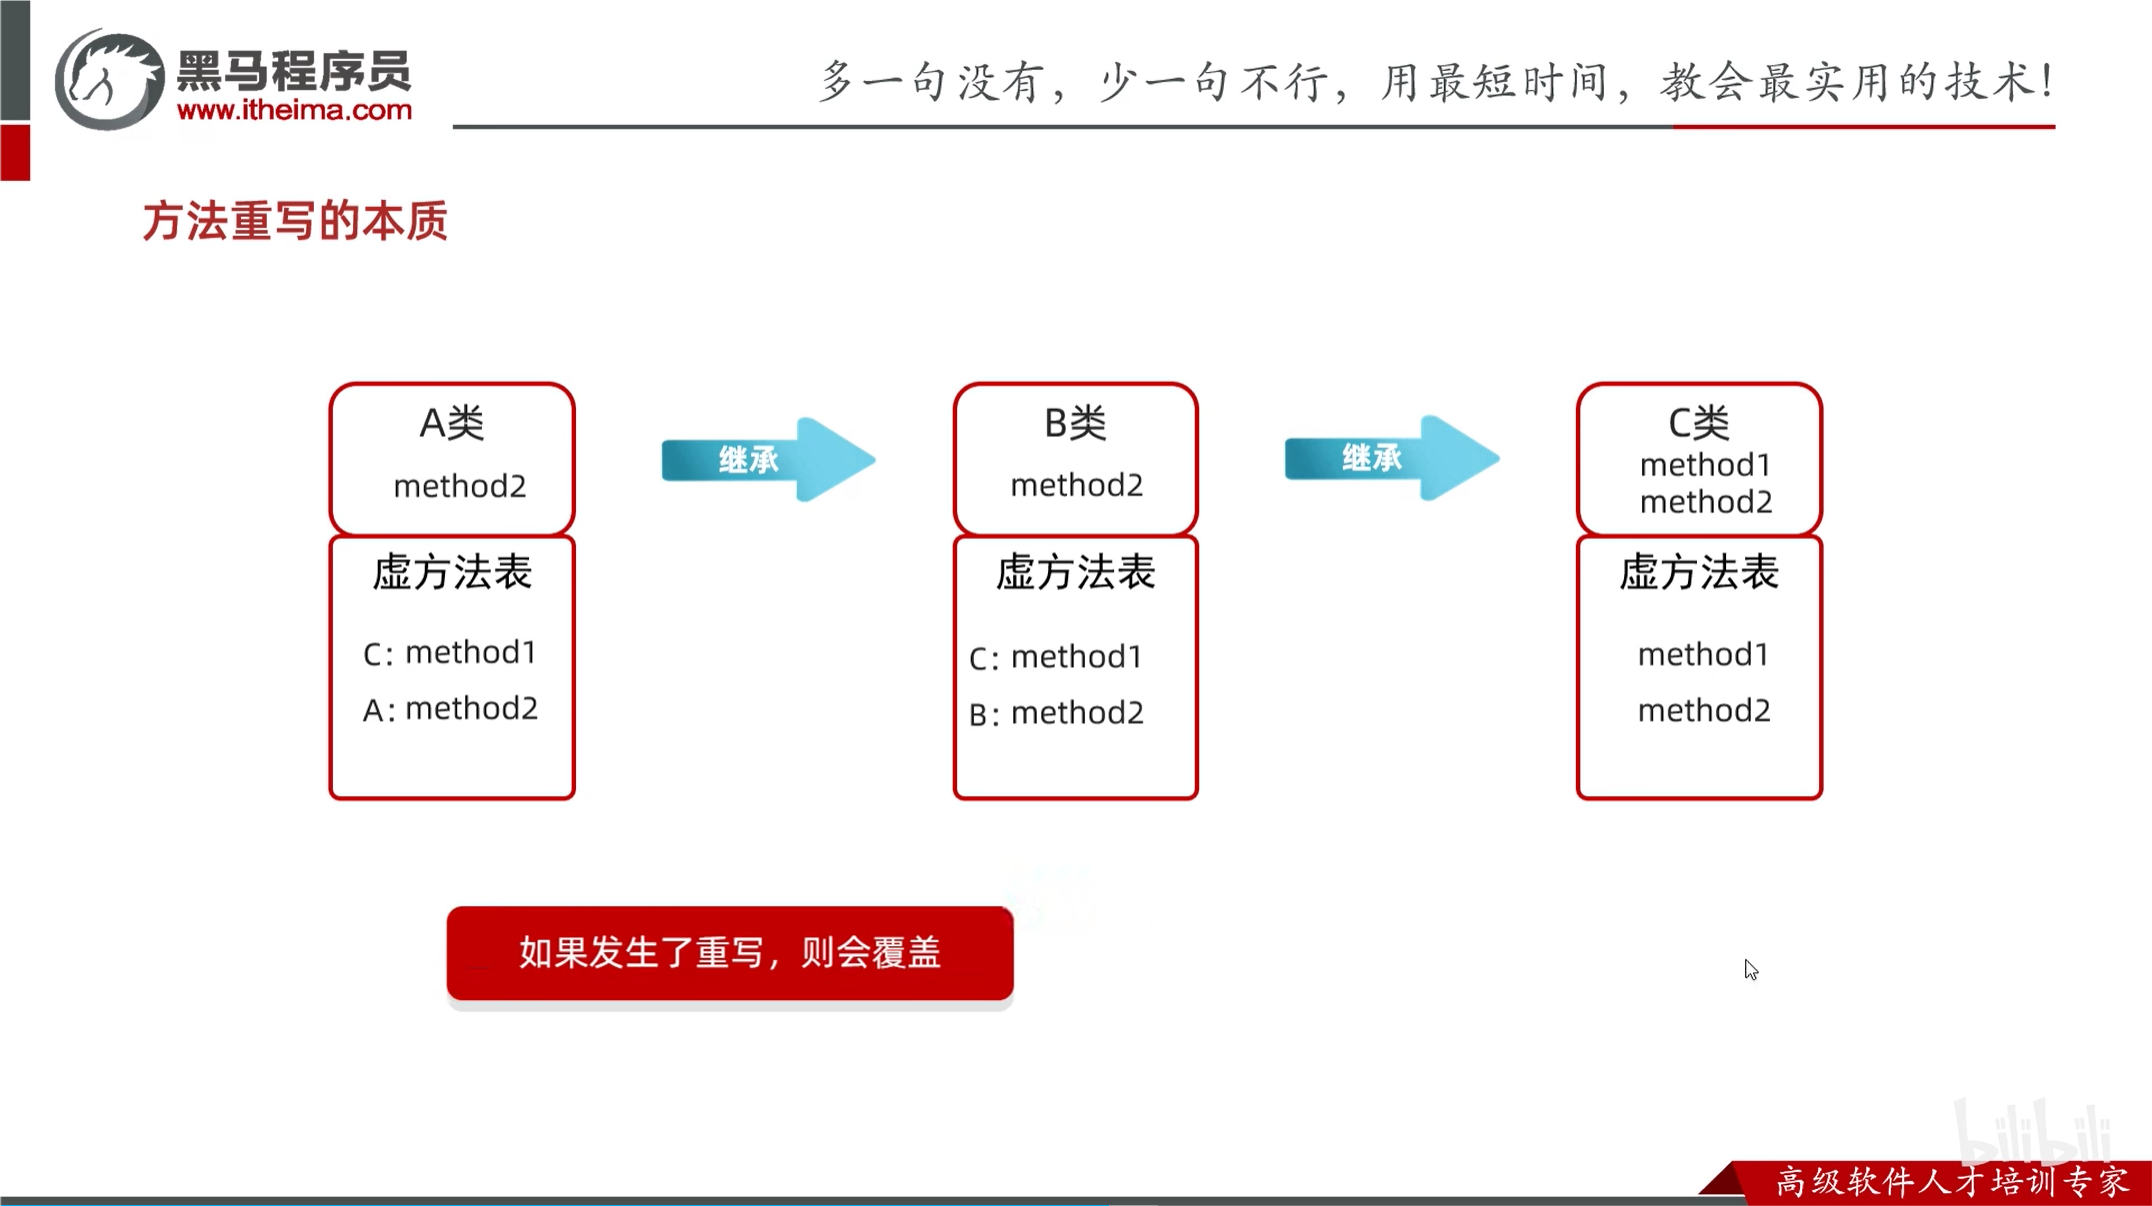 黑马程序员
www.itheima.com
多一句没有，少一句不行，用最短时间，教会最实用的技术！
方法重写的本质
A类
method2
继承
B类
method2
继承
C类
method1
method2
虚方法表
C: method1
A: method2
虚方法表
C: method1
B: method2
虚方法表
method1
method2
如果发生了重写，则会覆盖
bilibili
高级软件人才培训专家